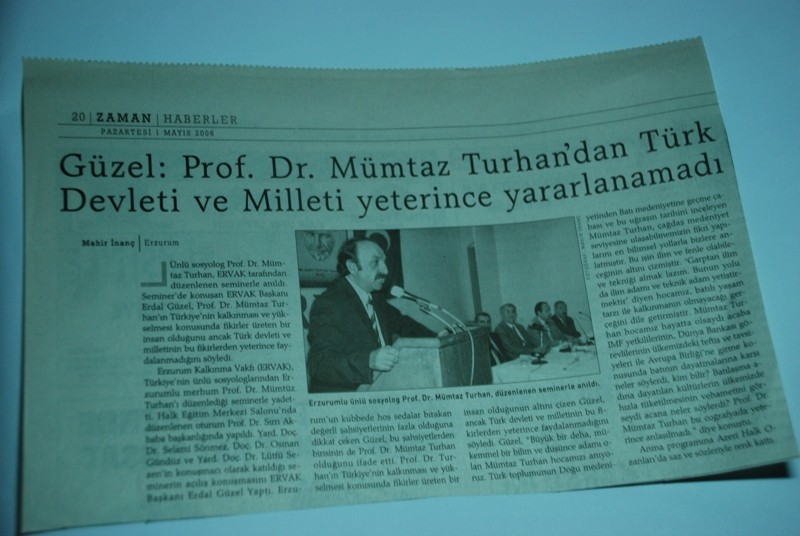 20 | ZAMAN | HABERLER
PAZARTESİ 1 MAYIS 2006
Güzel: Prof. Dr. Mümtaz Turhan'dan Türk
Devleti ve Milleti yeterince yararlanamadı
Mahir İnanç | Erzurum
Ünlü sosyolog Prof. Dr. Müm-
taz Turhan, ERVAK tarafından
düzenlenen seminerle anıldı.
Seminer'de konuşan ERVAK Başkanı
Erdal Güzel, Prof. Dr. Mümtaz Tur-
han'ın Türkiye'nin kalkınması ve yük-
selmesi konusunda fikirler üreten bir
insan olduğunu ancak Türk devleti ve
milletinin bu fikirlerden yeterince fay-
dalanmadığını söyledi.
Erzurum Kalkınma Vakfı (ERVAK),
Türkiye'nin ünlü sosyologlarından Er-
zurumlu merhum Prof. Dr. Mümtüz
Turhan'ı düzenlediği seminerle yadet-
ti. Halk Eğitim Merkezi Salonu'nda
düzenlenen oturum Prof. Dr. Sırrı Ak-
baba başkanlığında yapıldı. Yard. Doç.
Dr. Selami Sönmez, Doç. Dr. Osman
Gündüz ve Yard. Doç. Dr. Lütfü Se-
zen'in konuşmacı olarak katıldığı se-
minerin açılış konuşmasını ERVAK
Başkanı Erdal Güzel Yaptı. Erzu-
Erzurumlu ünlü sosyolog Prof. Dr. Mümtaz Turhan, düzenlenen seminerle anıldı.
rum'un kübbede hoş sedalar bıtakan
değerli şahsiyetlerinin fazla olduğuna
dikkat çeken Güzel, bu şahsiyetlerden
birisinin de Prof. Dr. Mümtaz Turhan
olduğunu ifade etti. Prof. Dr. Tur-
han'ın Türkiye'nin kalkınması ve yük-
selmesi konusunda fikirler üreten bir
insan olduğunun altını çizen Güzel,
ancak Türk devlet ve milletin bu fi-
kirlerden yeterince faydalanmadığını
söyledi. Güzel, "Büyük bir deha, mü-
kemmel bir bilim ve düşünce adamı o-
lan Mümtaz Turhan hocamızı anıyo-
ruz. Türk toplumunun Doğu medeni-
yetinden Batı medeniyetine geçme ça-
bası ve bu uğraşın tarihini inceleyen
Mümtaz Turhan, çağdaş medeniyet
seviyesine ulaşabilmemizin fikri yapı-
larını en bilimsel yollarla bizlere an-
latmıştır. Bu işin ilim ve fenle olabile-
ceğinin altını çizmiştir. 'Garptan ilim
ve tekniği almak lazım. Bunun yolu
da ilim adamı ve teknik adam yetiştir-
mektir' diyen hocamız, batılı yaşam
tarzı ile kalkınmanın olmayacağı ger-
çeğini dile getirmiştir. Mümtaz Tur-
han hocamız hayatta olsaydı acaba
IMF yetkililerinin, Dünya Bankası gö-
revlilerinin ülkemizdeki teftiş ve tavsi-
yeleri ile Avrupa Birliği'ne girme ko-
nusunda batının dayatmalarına karşı
neler söylerdi, kim bilir? Batılılaşma a-
dına dayatılan kültürlerin ülkemizde
hızla tüketilmesinin vehametini gör-
seydi acaba neler söylerdi? Prof. Dr.
Mümtaz Turhan bu coğrafyada yete-
rince anlaşılmadı." diye konuştu.
Anma programına Azeri Halk O-
zanları'da saz ve sözleriyle renk kattı.